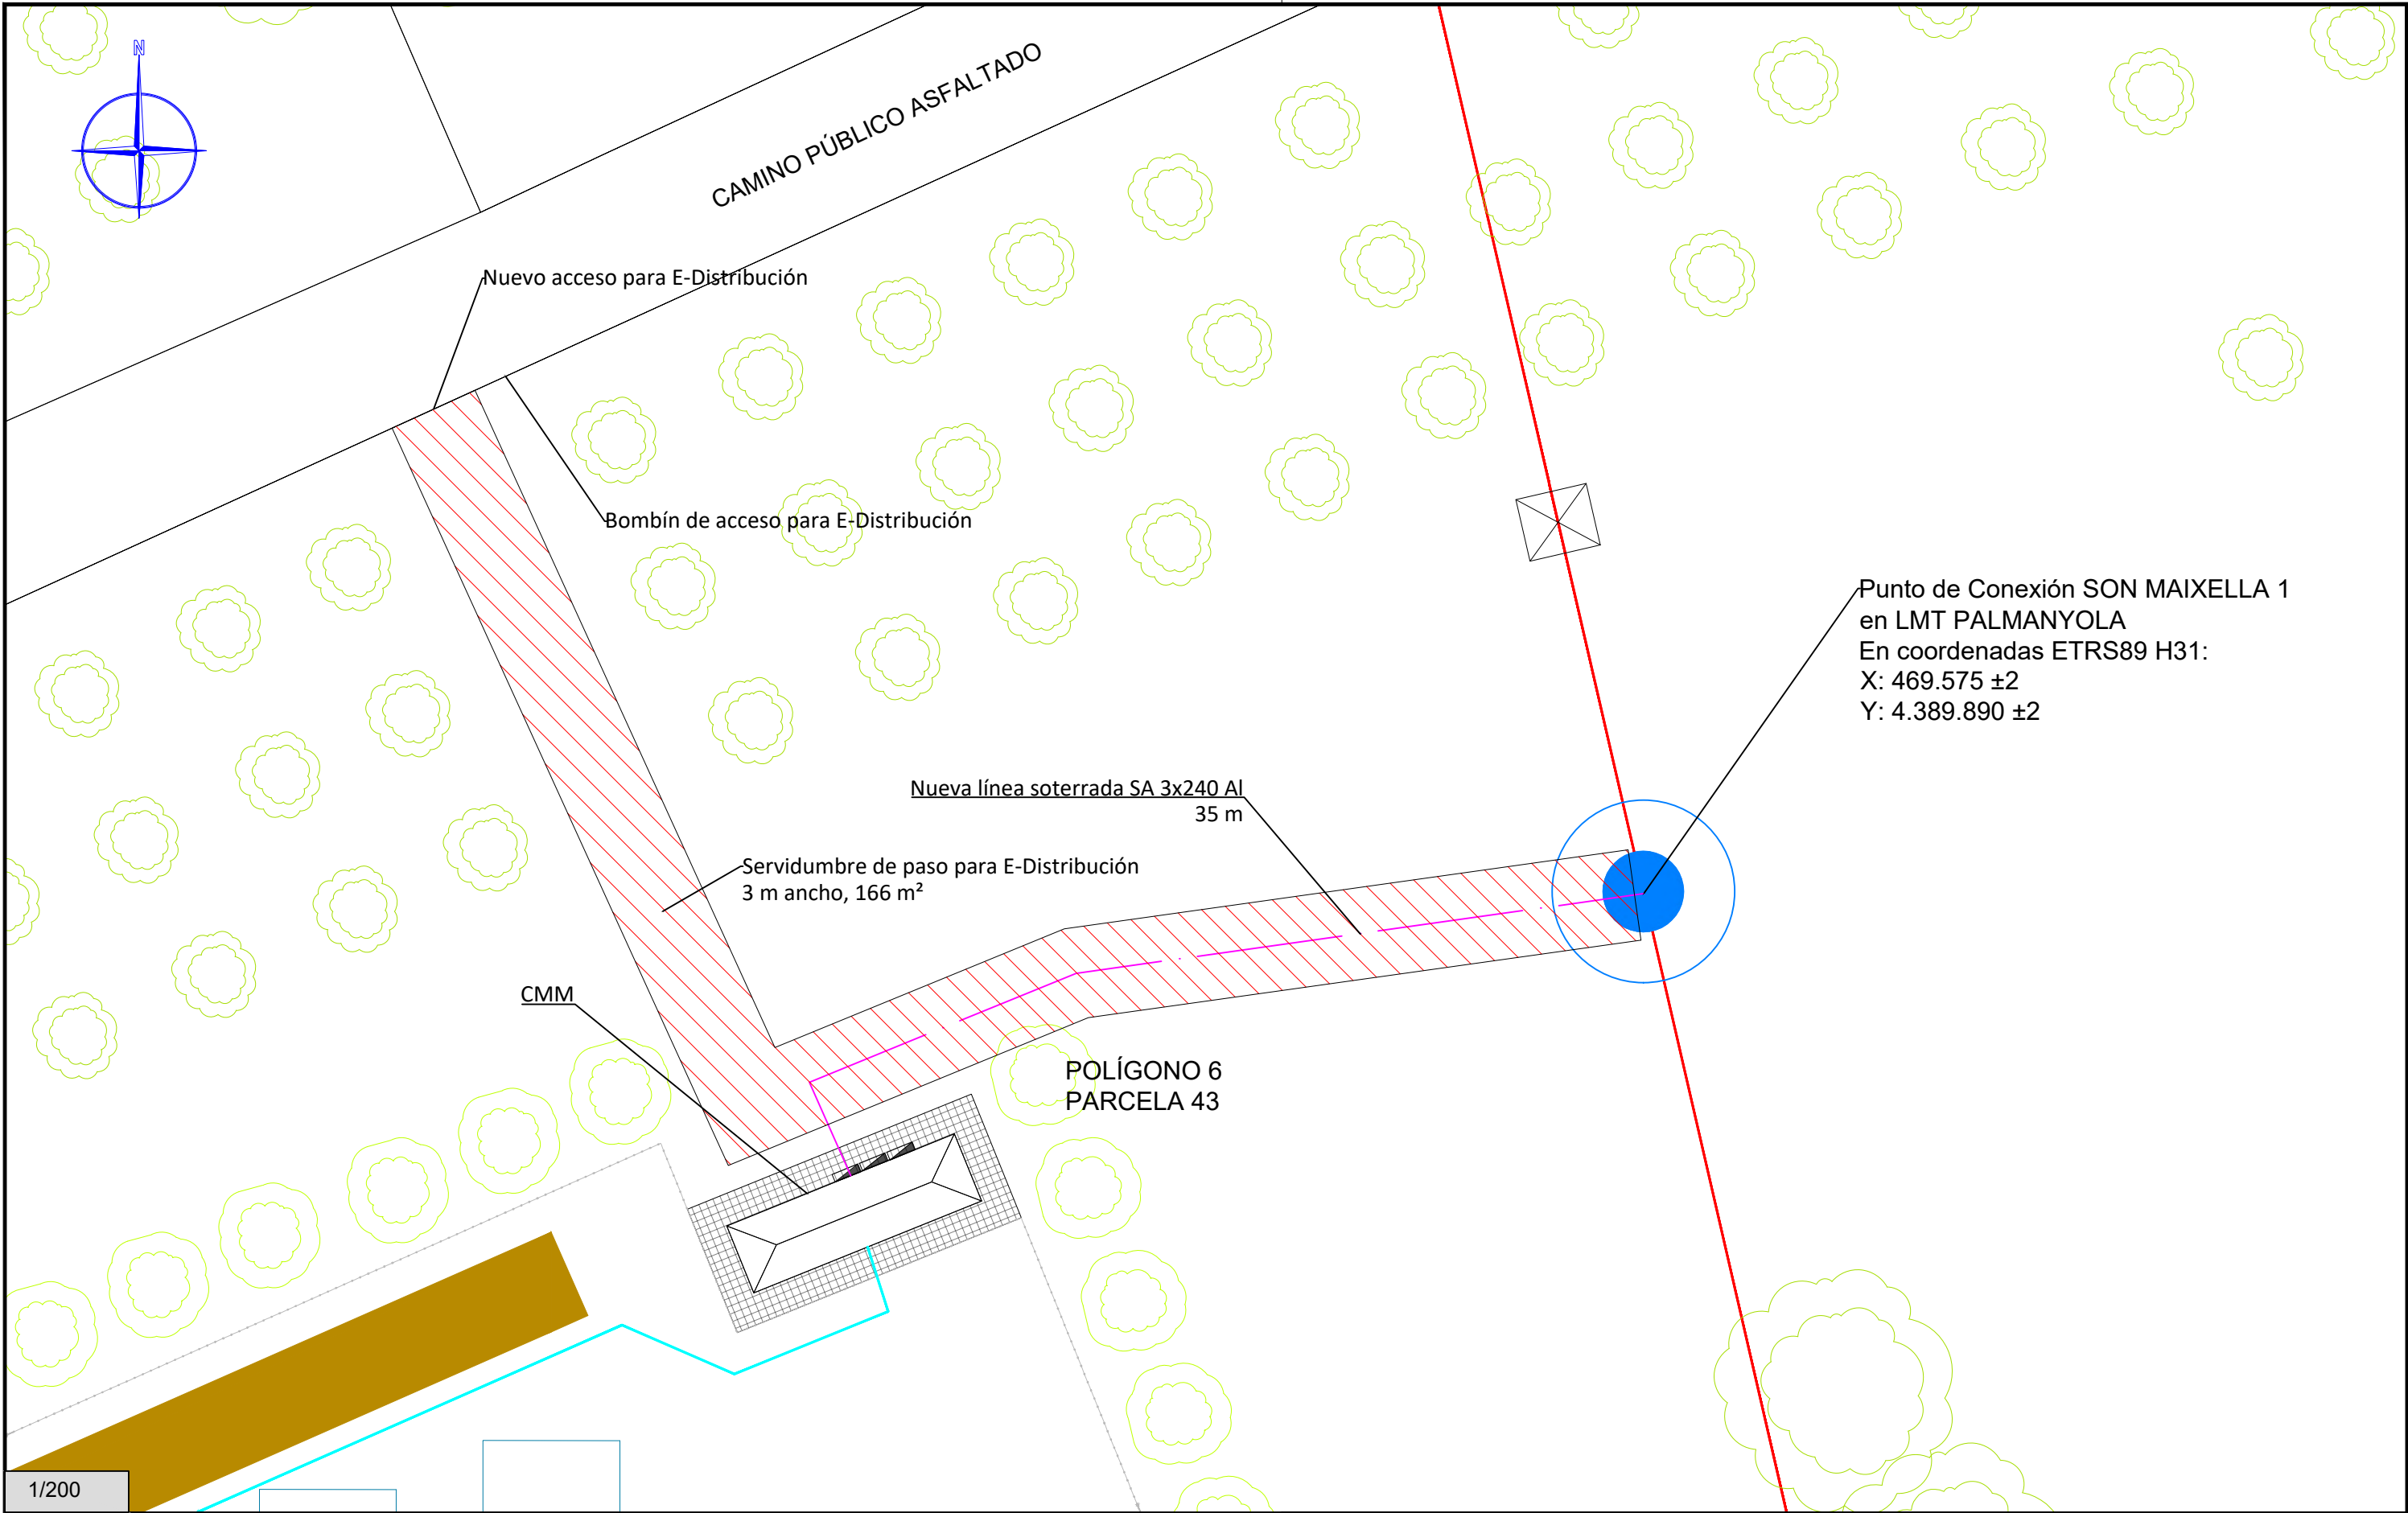 N
CAMINO PÚBLICO ASFALTADO
Nuevo acceso para E-Distribución
Bombín de acceso para E-Distribución
Punto de Conexión SON MAIXELLA 1
en LMT PALMANYOLA
En coordenadas ETRS89 H31:
X: 469.575 ±2
Y: 4.389.890 ±2
Nueva línea soterrada SA 3x240 Al
35 m
Servidumbre de paso para E-Distribución
3 m ancho, 166 m²
CMM
POLÍGONO 6
PARCELA 43
1/200